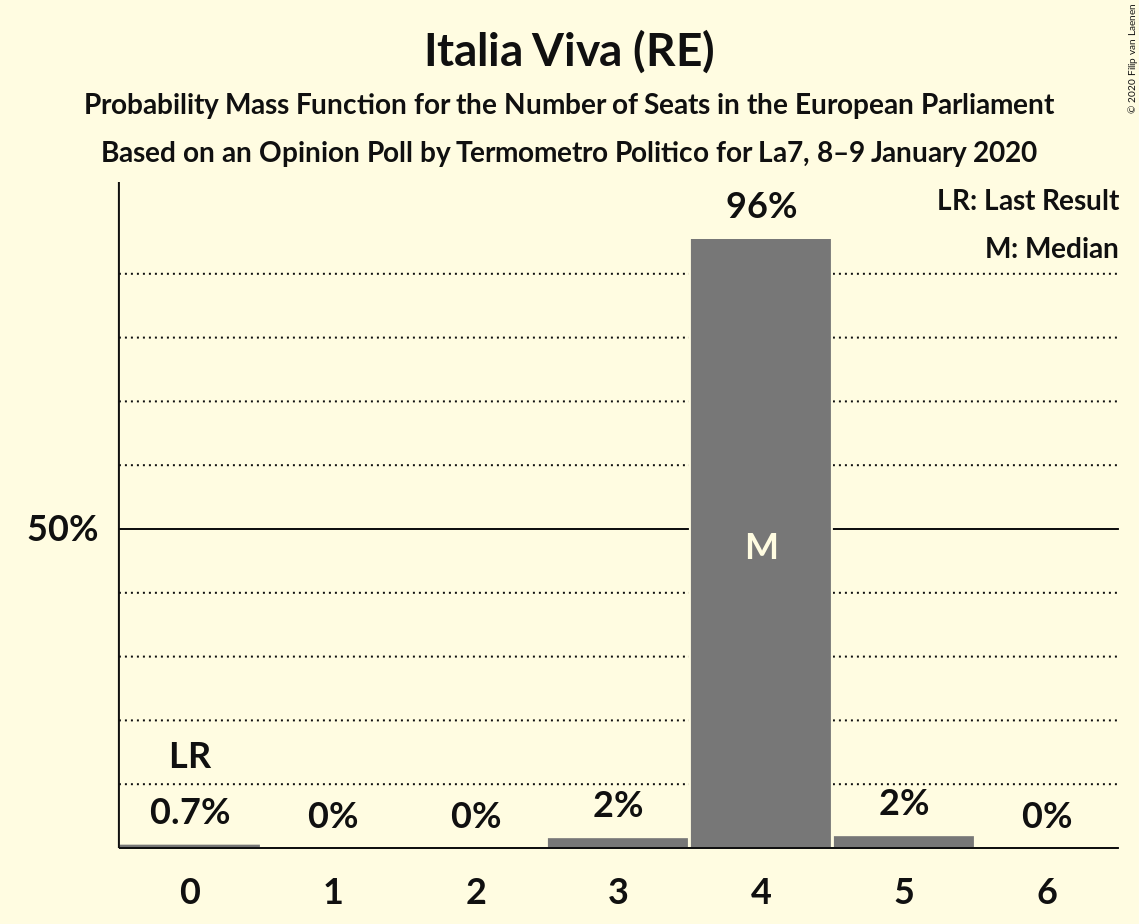 Italia Viva (RE)
Probability Mass Function for the Number of Seats in the European Parliament
Based on an Opinion Poll by Termometro Politico for La7, 8–9 January 2020
© 2020 Filip van Laenen
LR: Last Result
M: Median
96%
50%
M
LR
0.7%
0%
0%
2%
2%
0%
0
1
2
3
4
5
6